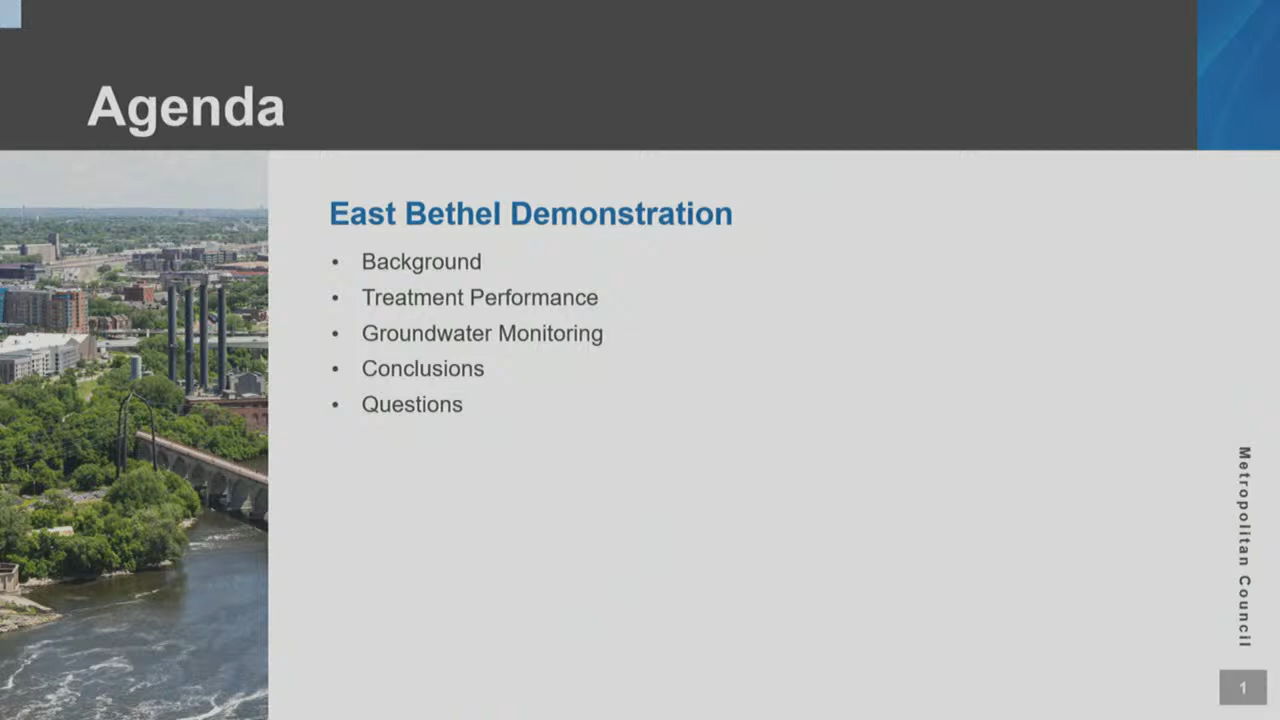 Agenda
East Bethel Demonstration
• Background
• Treatment Performance
• Groundwater Monitoring
• Conclusions
• Questions
Metropolitan Council
1